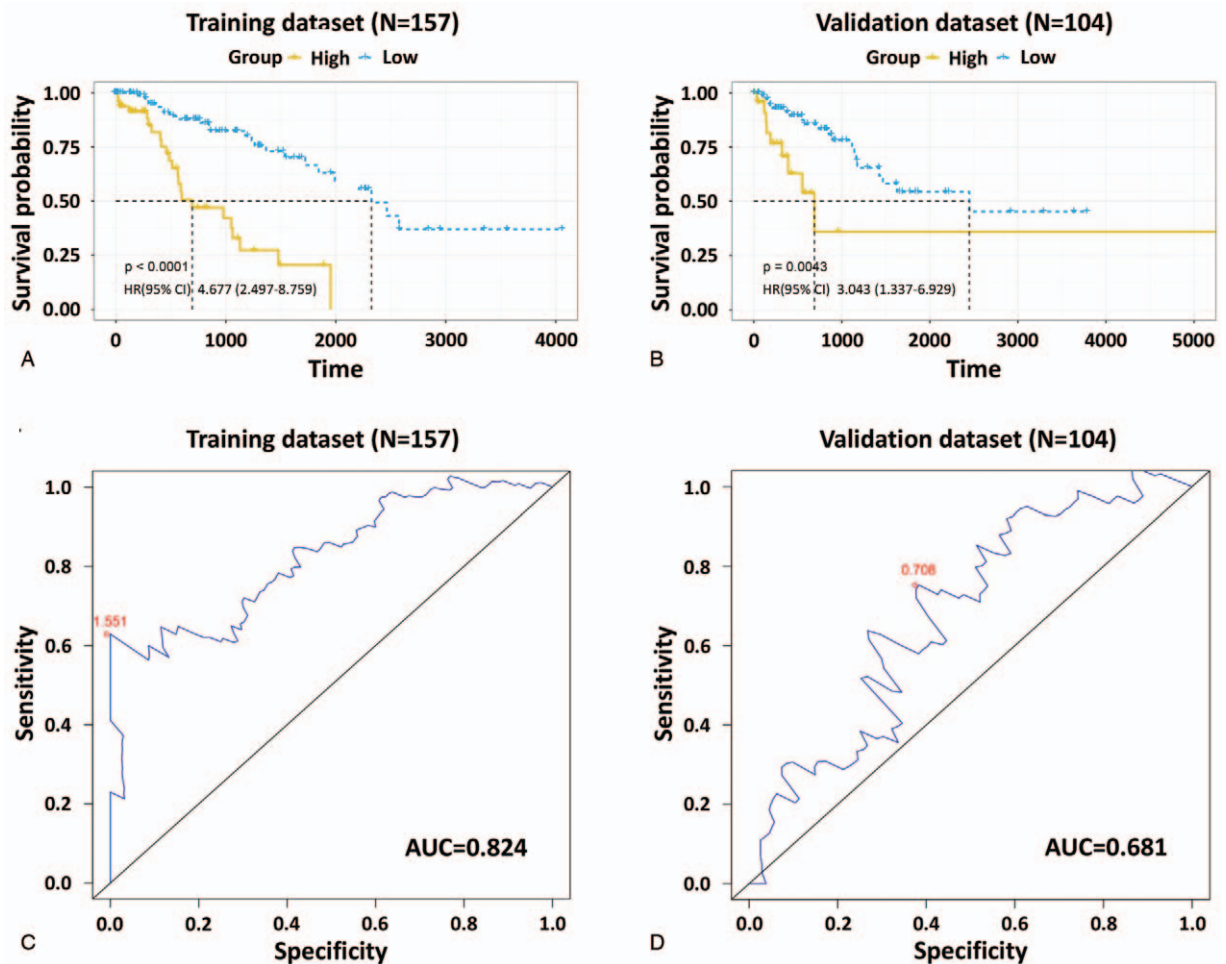 Training dataset (N=157)
Group High Low
Survival probability
1.00
0.75
0.50
0.25
0.00
p < 0.0001
HR(95% CI) 4.677 (2.497-8.759)
0 1000 2000 3000 4000
Time
A
Validation dataset (N=104)
Group High Low
Survival probability
1.00
0.75
0.50
0.25
0.00
p = 0.0043
HR(95% CI) 3.043 (1.337-6.929)
0 1000 2000 3000 4000 5000
Time
B
Training dataset (N=157)
Sensitivity
1.0
0.8
0.6
0.4
0.2
0.0
1.551
AUC=0.824
0.0 0.2 0.4 0.6 0.8 1.0
Specificity
C
Validation dataset (N=104)
Sensitivity
1.0
0.8
0.6
0.4
0.2
0.0
0.708
AUC=0.681
0.0 0.2 0.4 0.6 0.8 1.0
Specificity
D